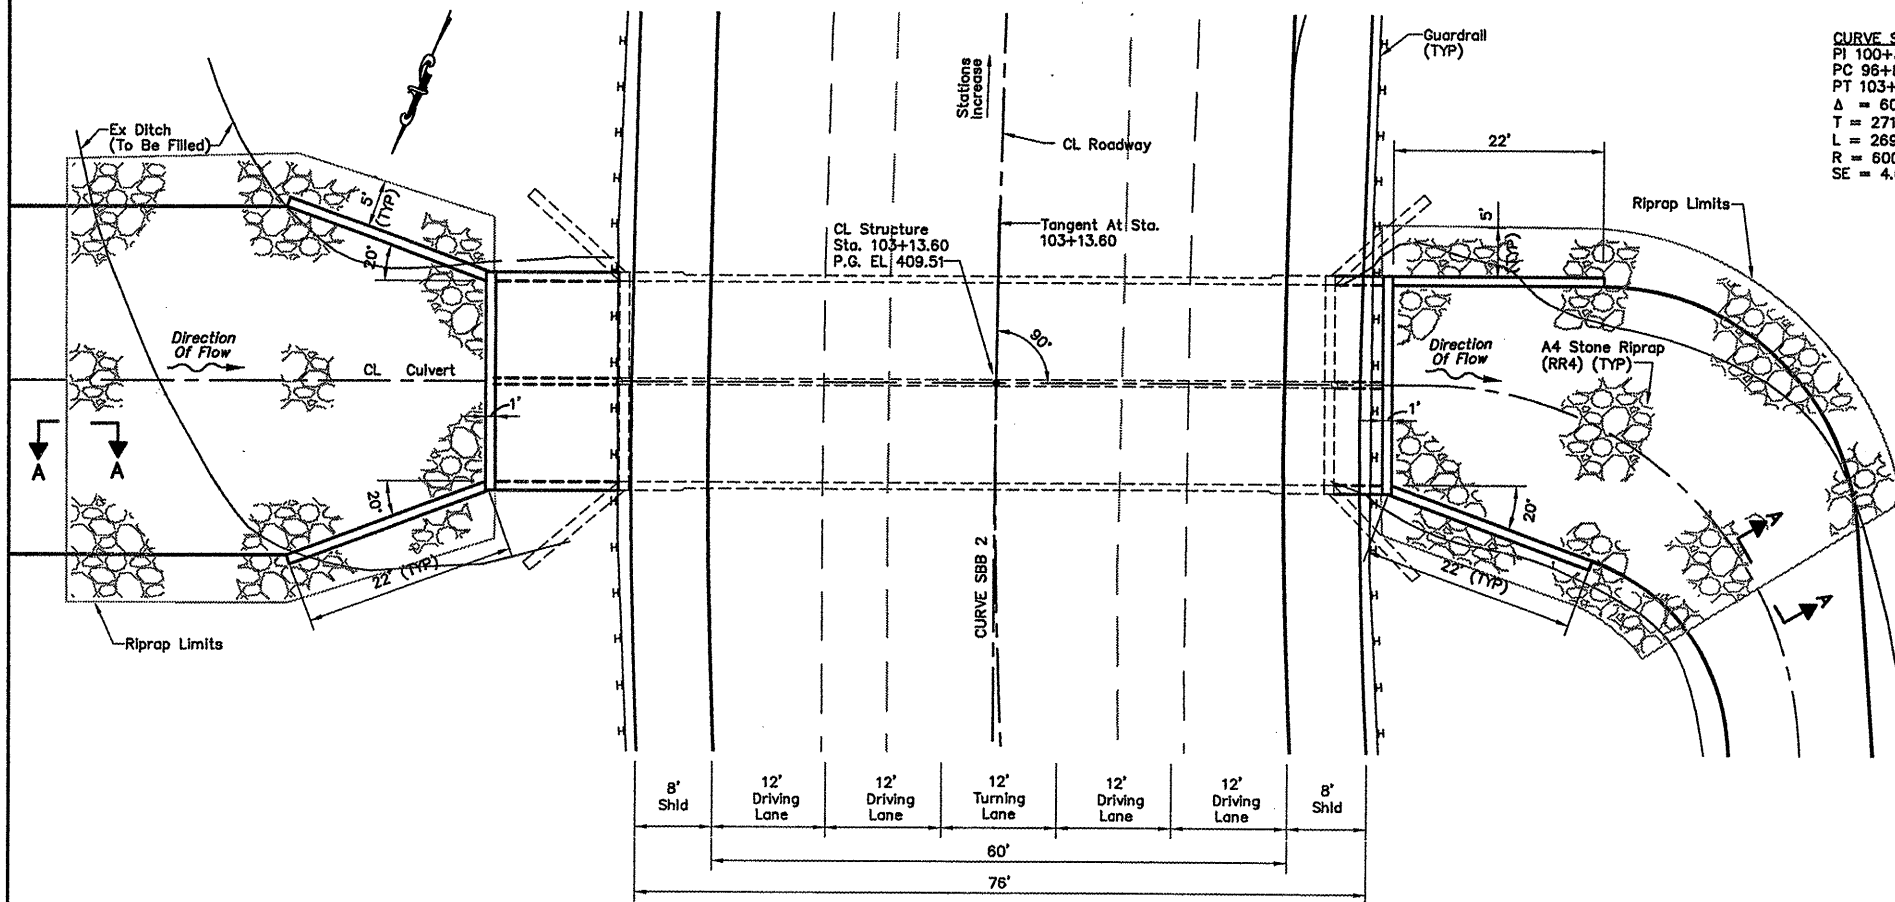 Ex Ditch
(To Be Filled)
5'
(TYP)
20°
Stations
Increase
CL Roadway
Guardrail
(TYP)
CURVE S
PI 100+
PC 96+
PT 103+
Δ = 60
T = 271
L = 269
R = 600
SE = 4.
22'
5'
(TYP)
Riprap Limits
CL Structure
Sta. 103+13.60
P.G. EL 409.51
Tangent At Sta.
103+13.60
90°
Direction
Of Flow
CL Culvert
1'
Direction
Of Flow
A4 Stone Riprap
(RR4) (TYP)
1'
A
A
20°
22' (TYP)
20°
22' (TYP)
A
A
CURVE SBB 2
Riprap Limits
8'
Shld
12'
Driving
Lane
12'
Driving
Lane
12'
Turning
Lane
12'
Driving
Lane
12'
Driving
Lane
8'
Shld
60'
76'